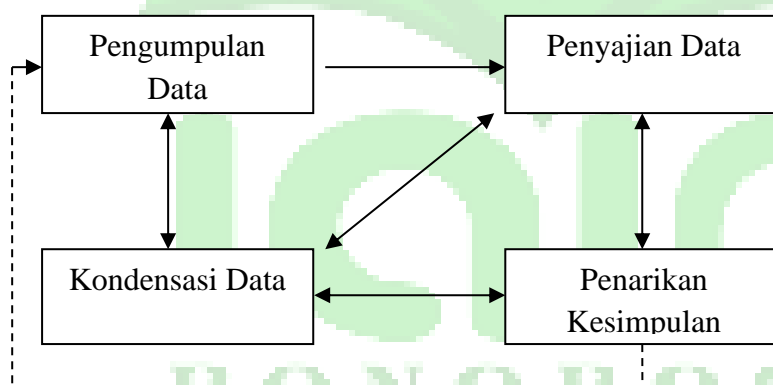 Pengumpulan
Data
Penyajian Data
Kondensasi Data
Penarikan
Kesimpulan